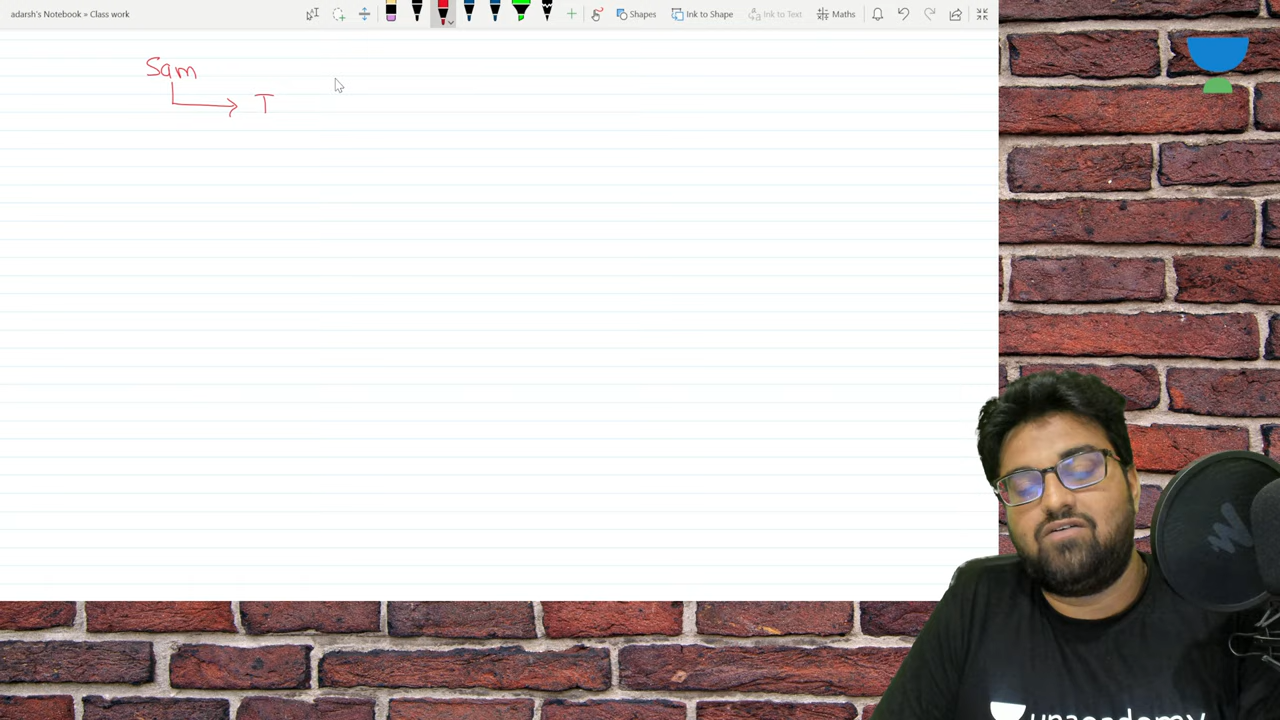 adarsh's Notebook » Class work
Shapes
Ink to Shape
Ink to Text
Maths
Sam
T
W
unacademy